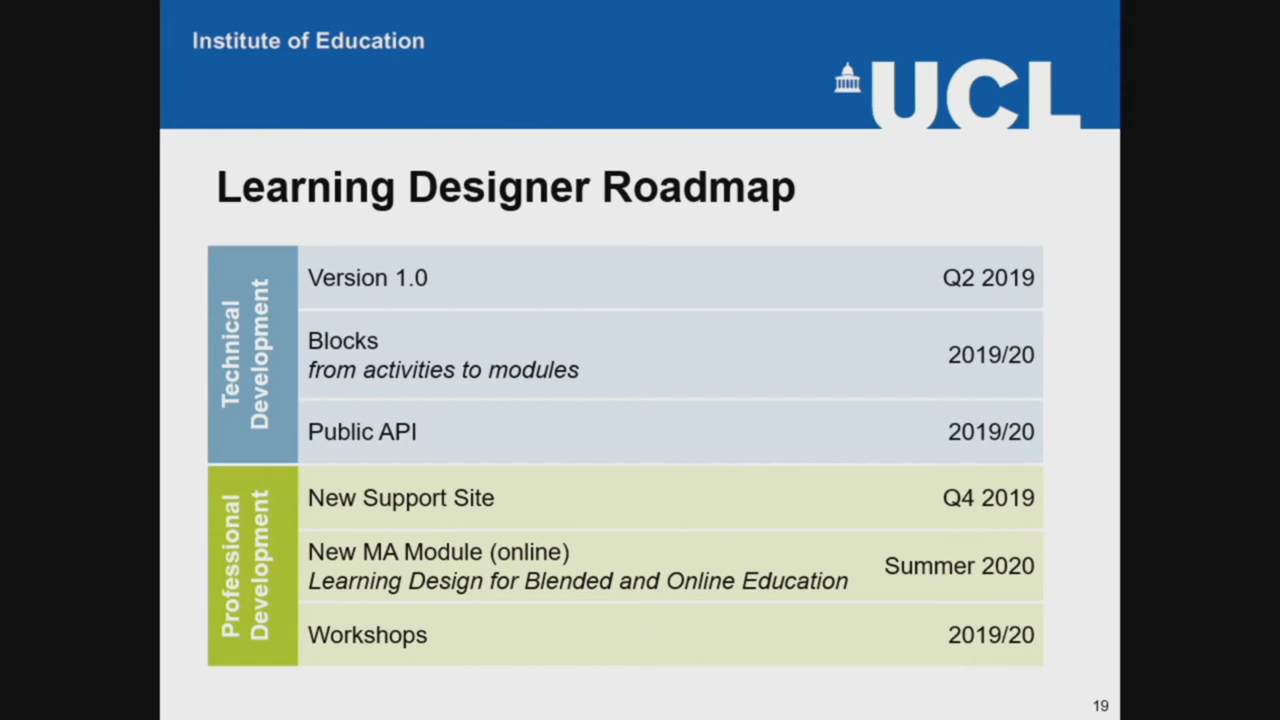 Institute of Education
UCL
Learning Designer Roadmap
Technical
Development
Version 1.0 Q2 2019
Blocks
from activities to modules 2019/20
Public API 2019/20
Professional
Development
New Support Site Q4 2019
New MA Module (online)
Learning Design for Blended and Online Education Summer 2020
Workshops 2019/20
19